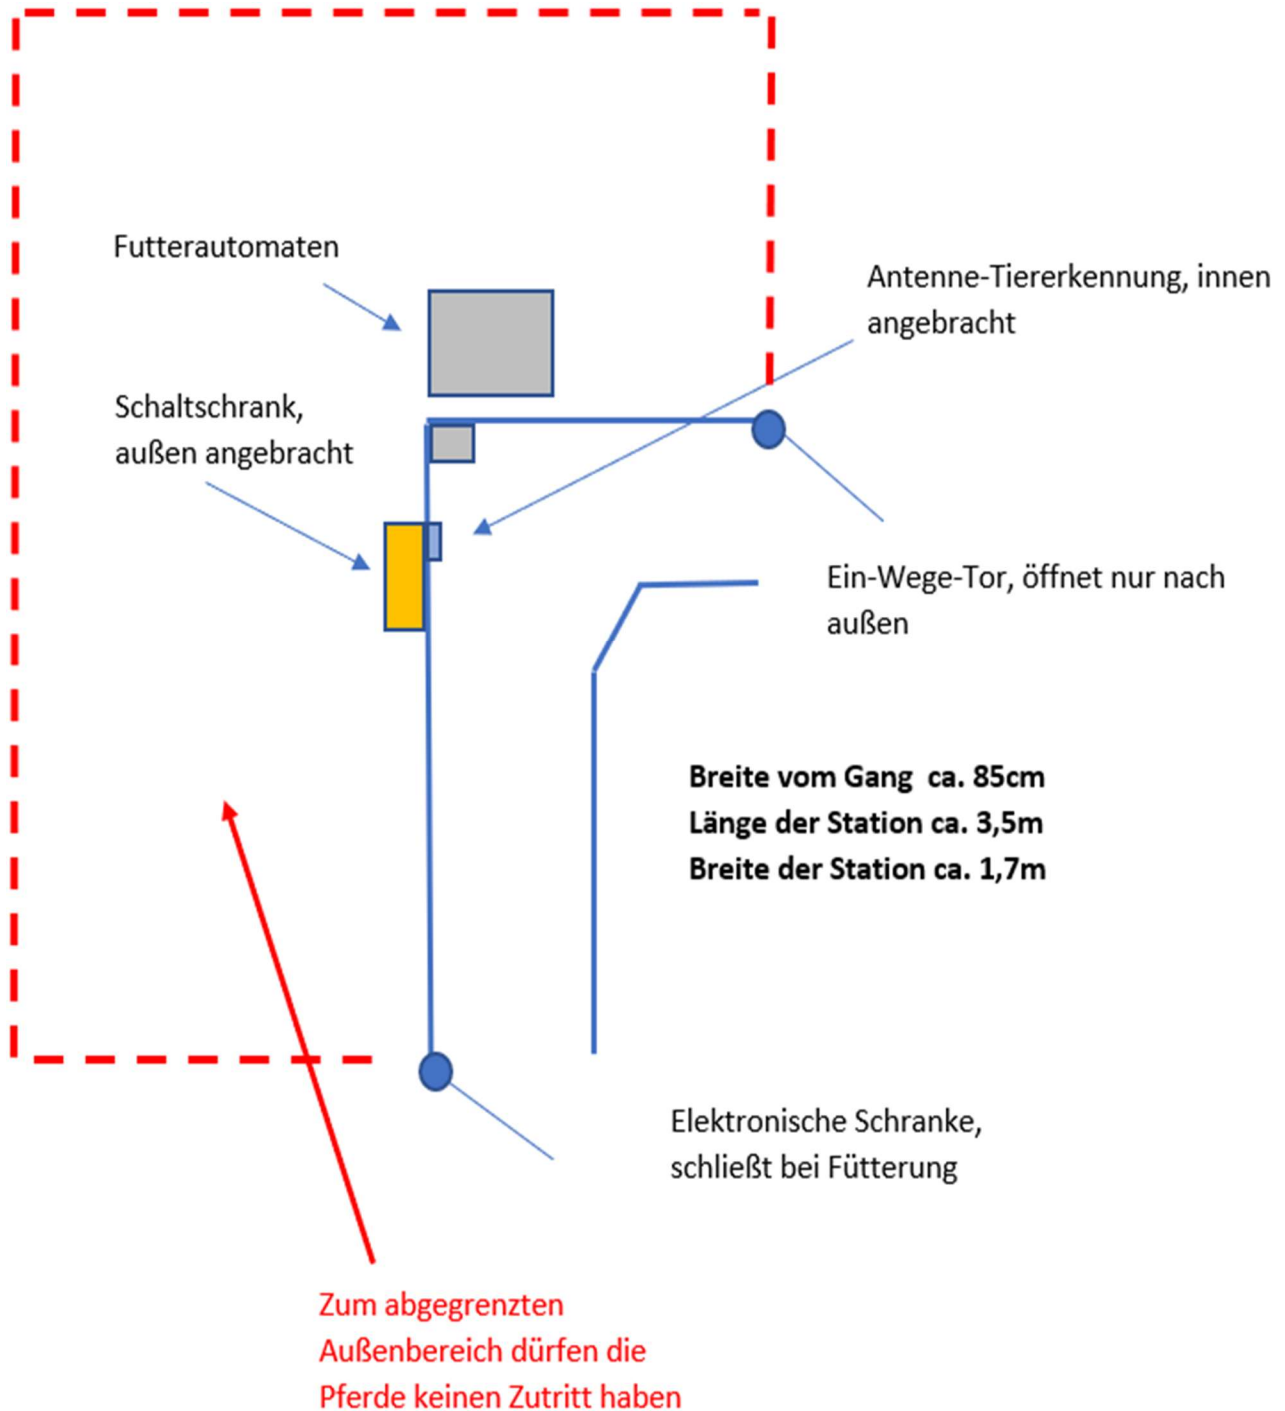 Futterautomaten
Antenne-Tiererkennung, innen
angebracht
Schaltschrank,
außen angebracht
Ein-Wege-Tor, öffnet nur nach
außen
Breite vom Gang  ca. 85cm
Länge der Station ca. 3,5m
Breite der Station ca. 1,7m
Elektronische Schranke,
schließt bei Fütterung
Zum abgegrenzten
Außenbereich dürfen die
Pferde keinen Zutritt haben